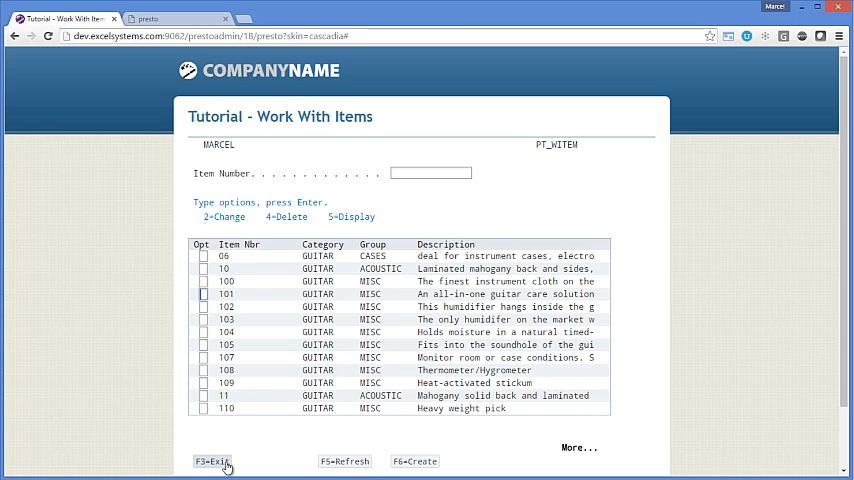 Marcel
Tutorial - Work With Items
presto
dev.excelsystems.com:9062/prestoadmin/18/presto?skin=cascadia#
COMPANYNAME
Tutorial - Work With Items
MARCEL PT_WITEM
Item Number. . . . . . . . . . . . .
Type options, press Enter.
2=Change 4=Delete 5=Display
Opt Item Nbr Category Group Description
06 GUITAR CASES deal for instrument cases, electro
10 GUITAR ACOUSTIC Laminated mahogany back and sides,
100 GUITAR MISC The finest instrument cloth on the
101 GUITAR MISC An all-in-one guitar care solution
102 GUITAR MISC This humidifier hangs inside the g
103 GUITAR MISC The only humidifer on the market w
104 GUITAR MISC Holds moisture in a natural timed-
105 GUITAR MISC Fits into the soundhole of the gui
107 GUITAR MISC Monitor room or case conditions. S
108 GUITAR MISC Thermometer/Hygrometer
109 GUITAR MISC Heat-activated stickum
11 GUITAR ACOUSTIC Mahogany solid back and laminated
110 GUITAR MISC Heavy weight pick
More...
F3=Exit F5=Refresh F6=Create